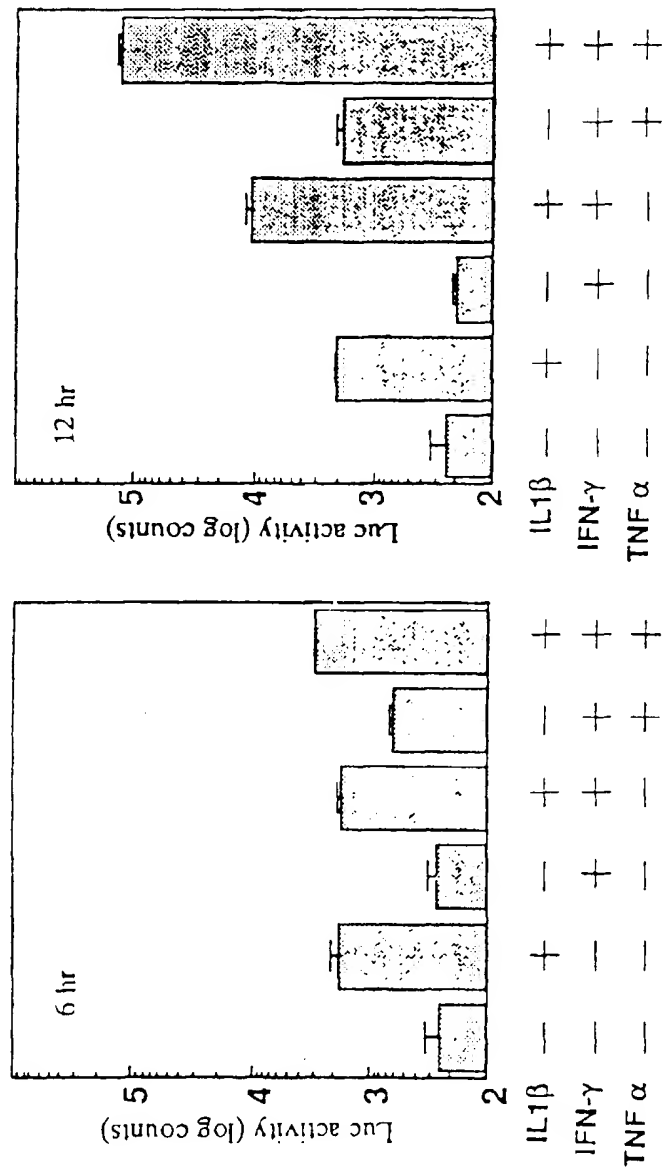 6 hr
Luc activity (log counts)
5
4
3
2
IL1β — + — + — +
IFN-γ — — + + + +
TNF α — — — — + +
12 hr
Luc activity (log counts)
5
4
3
2
IL1β — + — + — +
IFN-γ — — + + + +
TNF α — — — — + +